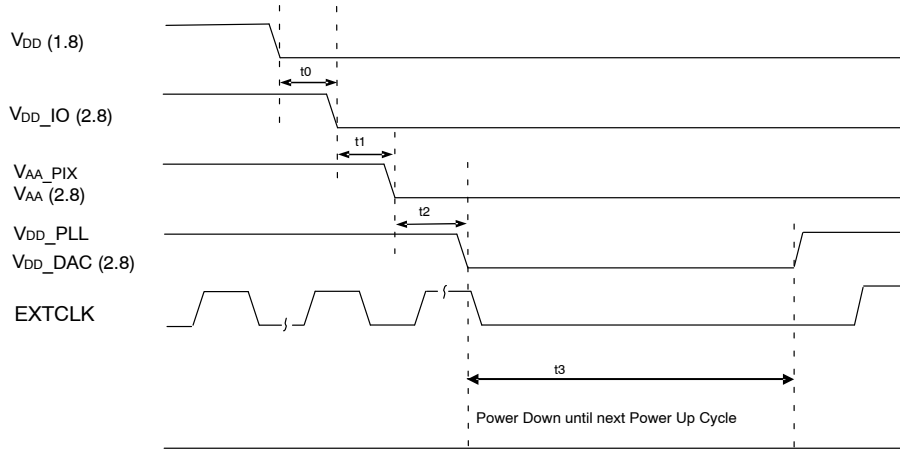 VDD (1.8)
t0
VDD_IO (2.8)
t1
VAA_PIX
VAA (2.8)
t2
VDD_PLL
VDD_DAC (2.8)
EXTCLK
t3
Power Down until next Power Up Cycle